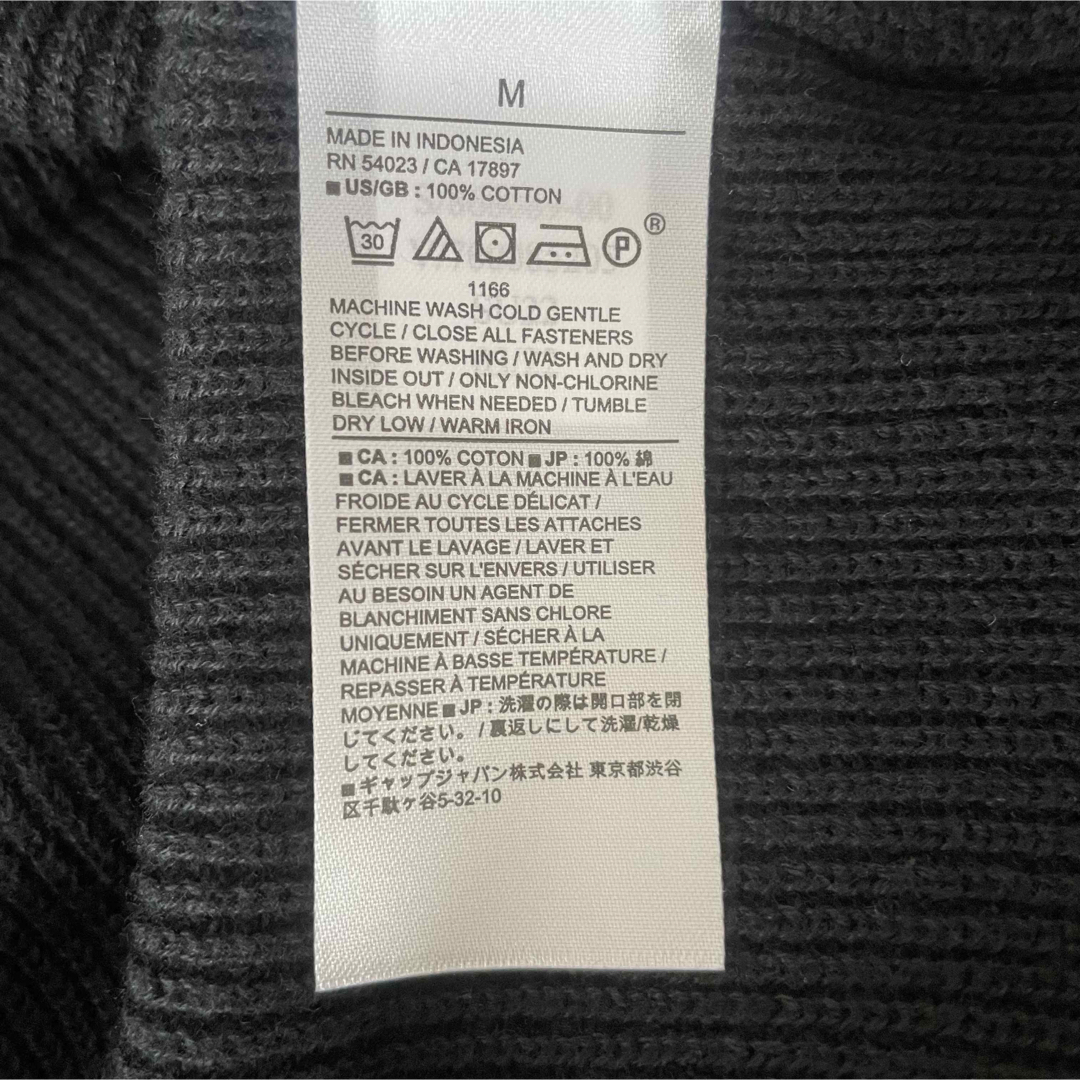 M
MADE IN INDONESIA
RN 54023 / CA 17897
■ US/GB : 100% COTTON
30 P ®
1166
MACHINE WASH COLD GENTLE
CYCLE / CLOSE ALL FASTENERS
BEFORE WASHING / WASH AND DRY
INSIDE OUT / ONLY NON-CHLORINE
BLEACH WHEN NEEDED / TUMBLE
DRY LOW / WARM IRON
■ CA : 100% COTON ■ JP : 100% 綿
■ CA : LAVER À LA MACHINE À L'EAU
FROIDE AU CYCLE DÉLICAT /
FERMER TOUTES LES ATTACHES
AVANT LE LAVAGE / LAVER ET
SÉCHER SUR L'ENVERS / UTILISER
AU BESOIN UN AGENT DE
BLANCHIMENT SANS CHLORE
UNIQUEMENT / SÉCHER À LA
MACHINE À BASSE TEMPÉRATURE /
REPASSER À TEMPÉRATURE
MOYENNE ■ JP : 洗濯の際は開口部を閉
じてください。 / 裏返しにして洗濯/乾燥
してください。
■ ギャップジャパン株式会社 東京都渋谷
区千駄ヶ谷5-32-10